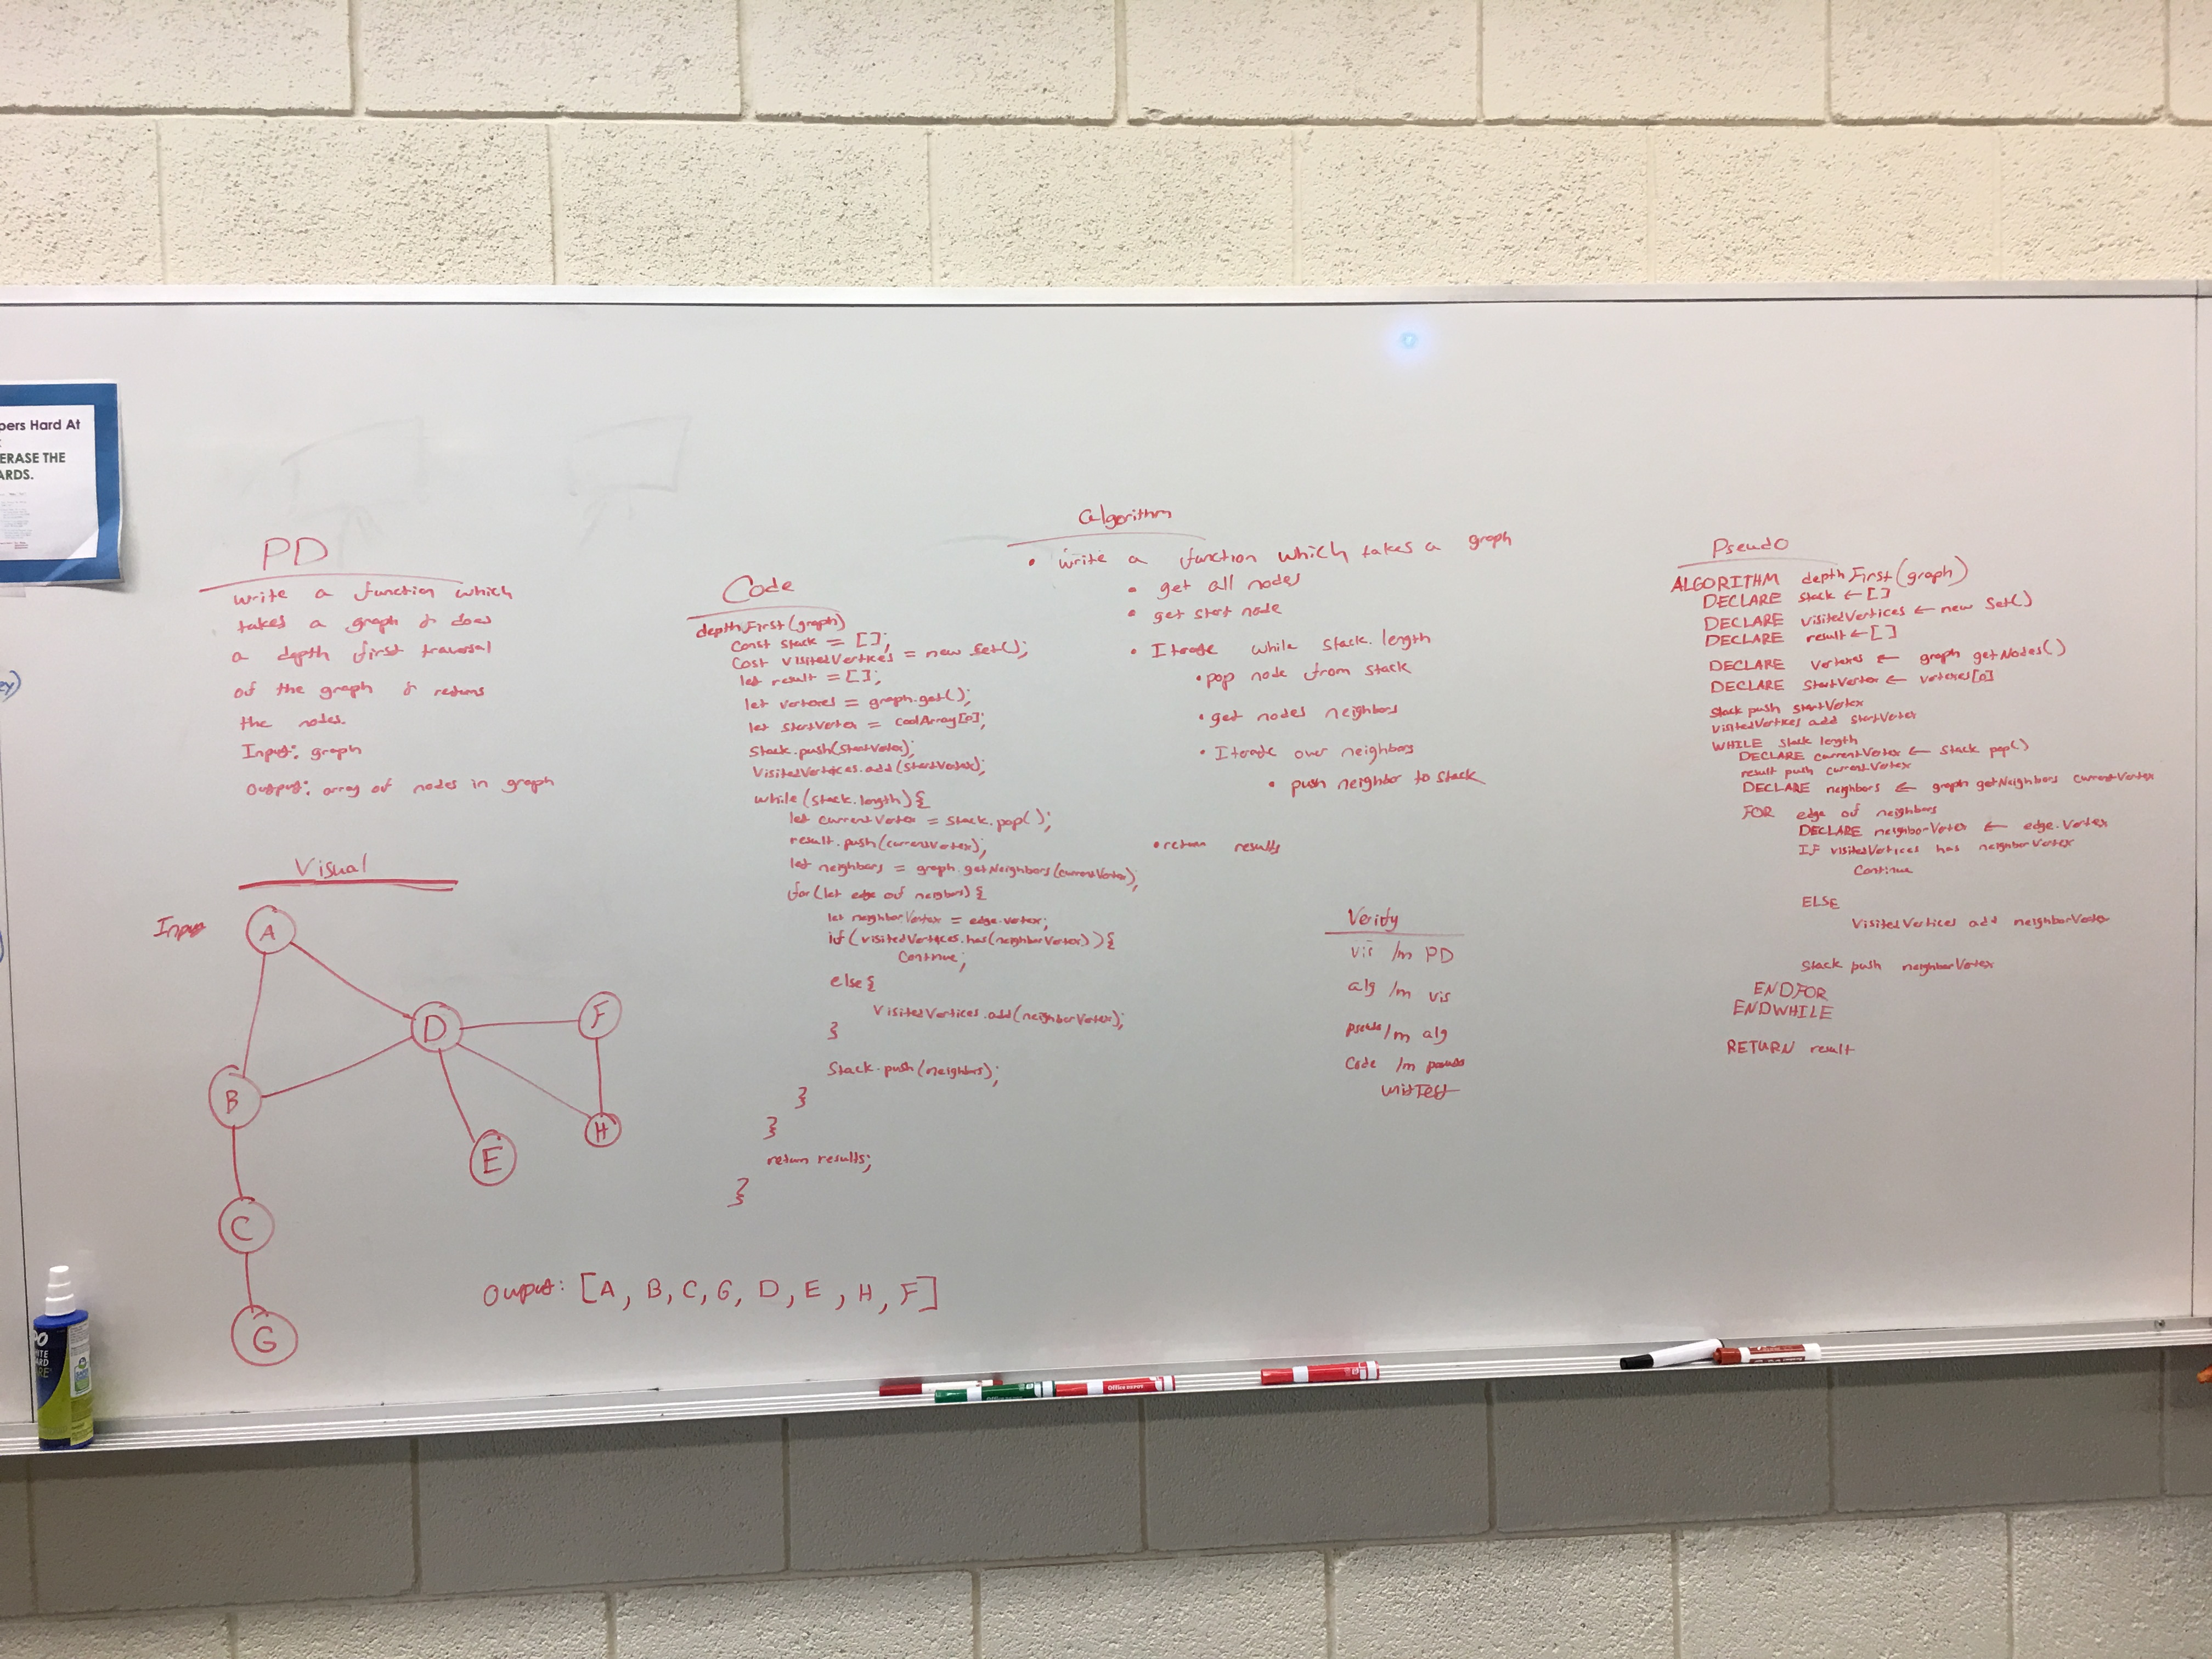 pers Hard At
ERASE THE
ARDS.
PD
write a function which
takes a graph & does
a depth first traversal
of the graph & returns
the nodes.
Input: graph
Output: array of nodes in graph
Visual
Input
A
D
F
B
H
E
C
G
Output: [A, B, C, G, D, E, H, F]
Code
depthFirst(graph)
Const stack = [];
Cost visitedVertices = new Set();
let result = [];
let vertexes = graph.get();
let startVertex = coolArray[0];
Stack.push(startVertex);
VisitedVertices.add(startVertex);
while (stack.length) {
let currentVertex = stack.pop();
result.push(currentVertex);
let neighbors = graph.getNeighbors(currentVertex);
for (let edge of neigbors) {
let neighborVertex = edge.vertex;
if (visitedVertices.has(neighborVertex)) {
Continue;
else {
VisitedVertices.add(neighborVertex);
}
Stack.push(neighbors);
}
}
return results;
}
algorithm
• write a function which takes a graph
• get all nodes
• get start node
• Iterate while stack.length
• pop node from stack
• get nodes neighbors
• Iterate over neighbors
• push neighbor to stack
• return results
Verify
vis /m PD
alg /m vis
pseudo /m alg
Code /m pseudo
Pseudo
ALGORITHM depthFirst(graph)
DECLARE stack ← []
DECLARE visitedVertices ← new Set()
DECLARE result ← []
DECLARE vertexes ← graph getNodes()
DECLARE StartVertex ← vertexes[0]
Stack push startVertex
visitedVertices add startVertex
WHILE stack length
DECLARE currentVertex ← stack pop()
result push currentVertex
DECLARE neighbors ← graph getNeighbors currentVertex
FOR edge of neighbors
DECLARE neighborVertex ← edge.Vertex
IF visitedVertices has neighborVertex
Continue
ELSE
VisitedVertices add neighborVertex
Stack push neighborVertex
ENDFOR
ENDWHILE
RETURN result
Office DEPOT